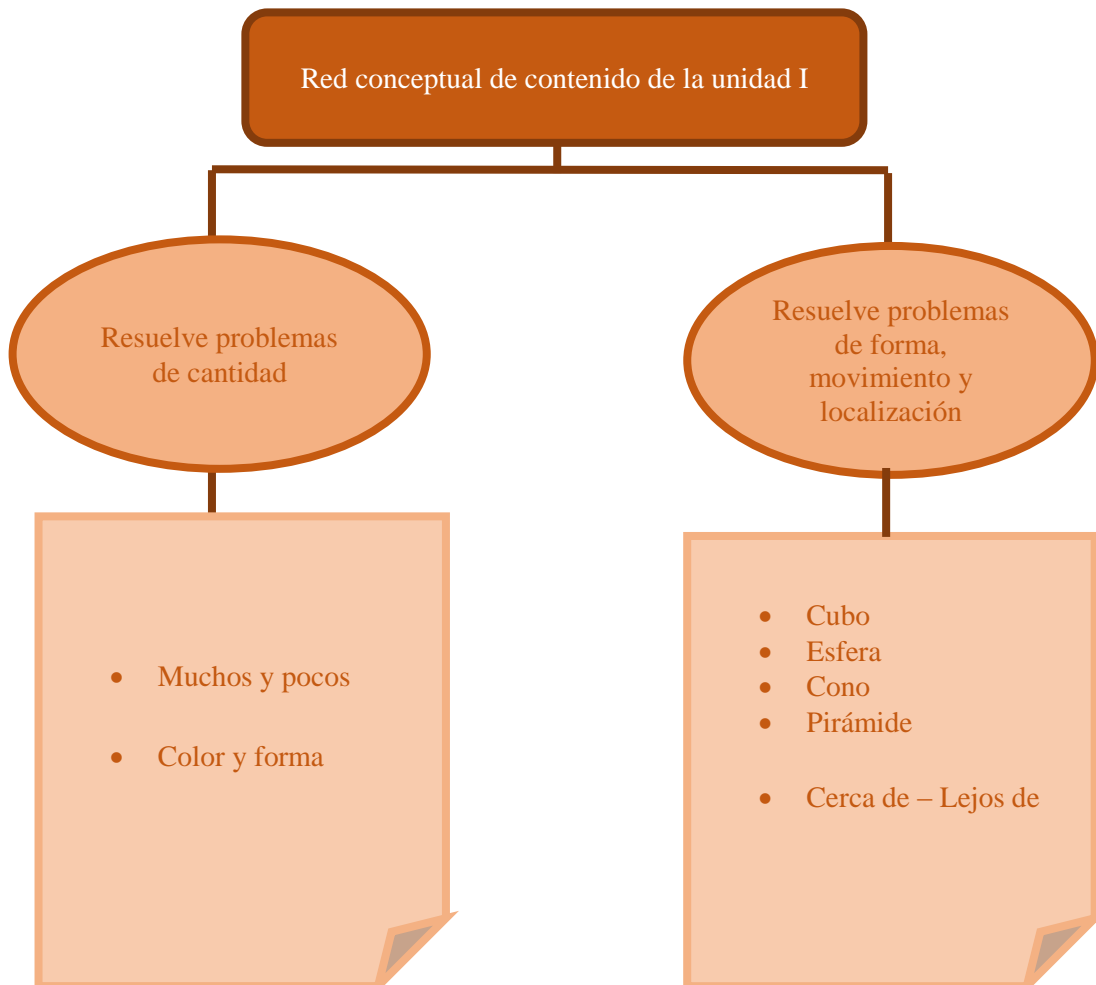 Red conceptual de contenido de la unidad I
Resuelve problemas
de cantidad
Resuelve problemas
de forma,
movimiento y
localización
• Muchos y pocos
• Color y forma
• Cubo
• Esfera
• Cono
• Pirámide
• Cerca de – Lejos de